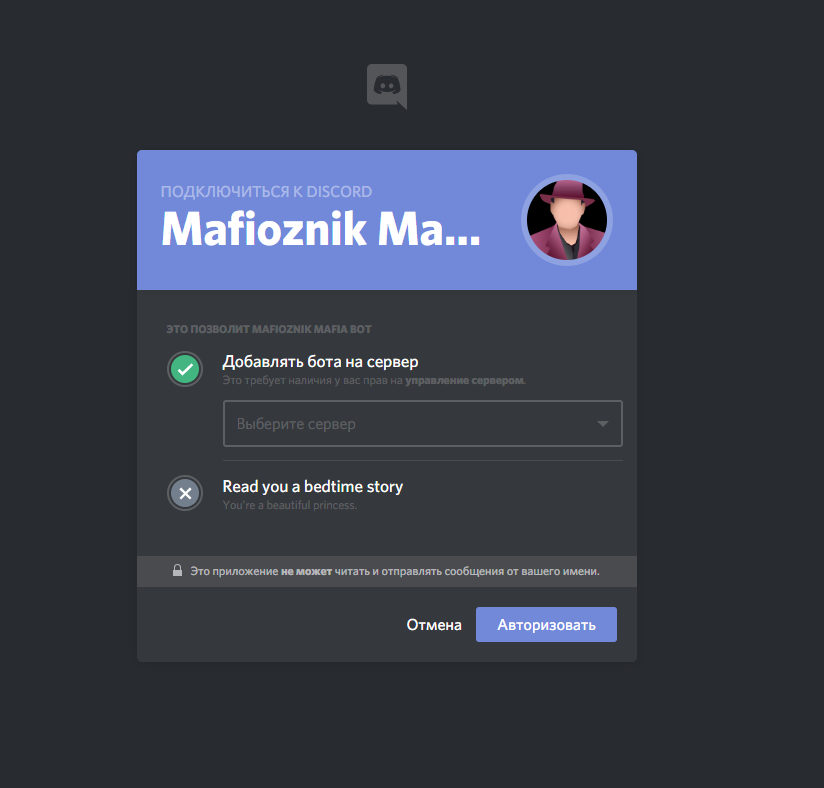 ПОДКЛЮЧИТЬСЯ К DISCORD
Mafioznik Ma...
ЭТО ПОЗВОЛИТ MAFIOZNIK MAFIA BOT
Добавлять бота на сервер
Это требует наличия у вас прав на управление сервером.
Выберите сервер
Read you a bedtime story
You're a beautiful princess.
Это приложение не может читать и отправлять сообщения от вашего имени.
Отмена
Авторизовать